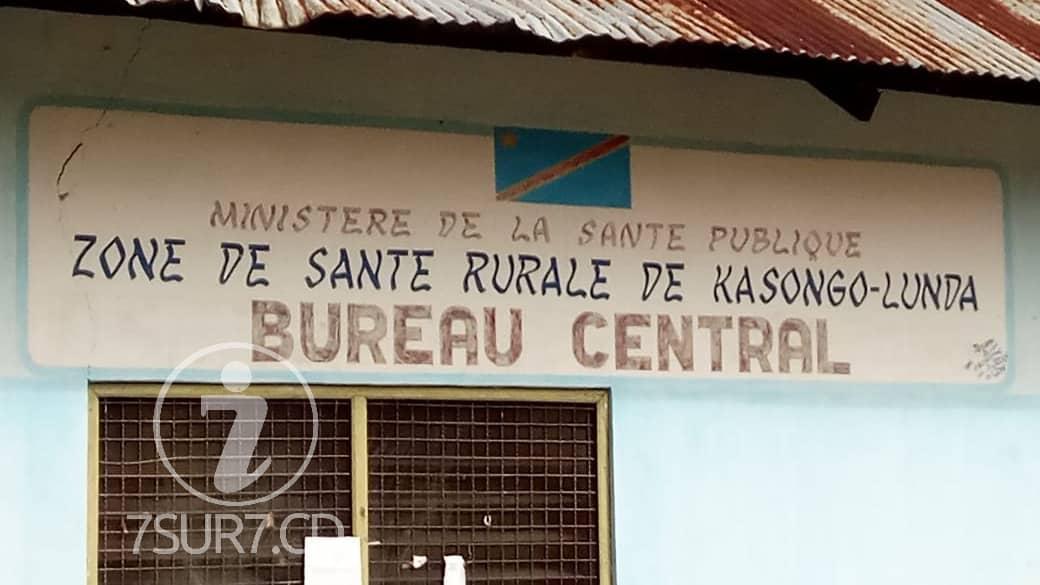 MINISTERE DE LA SANTE PUBLIQUE
ZONE DE SANTE RURALE DE KASONGO-LUNDA
BUREAU CENTRAL
i
7SUR7.CD